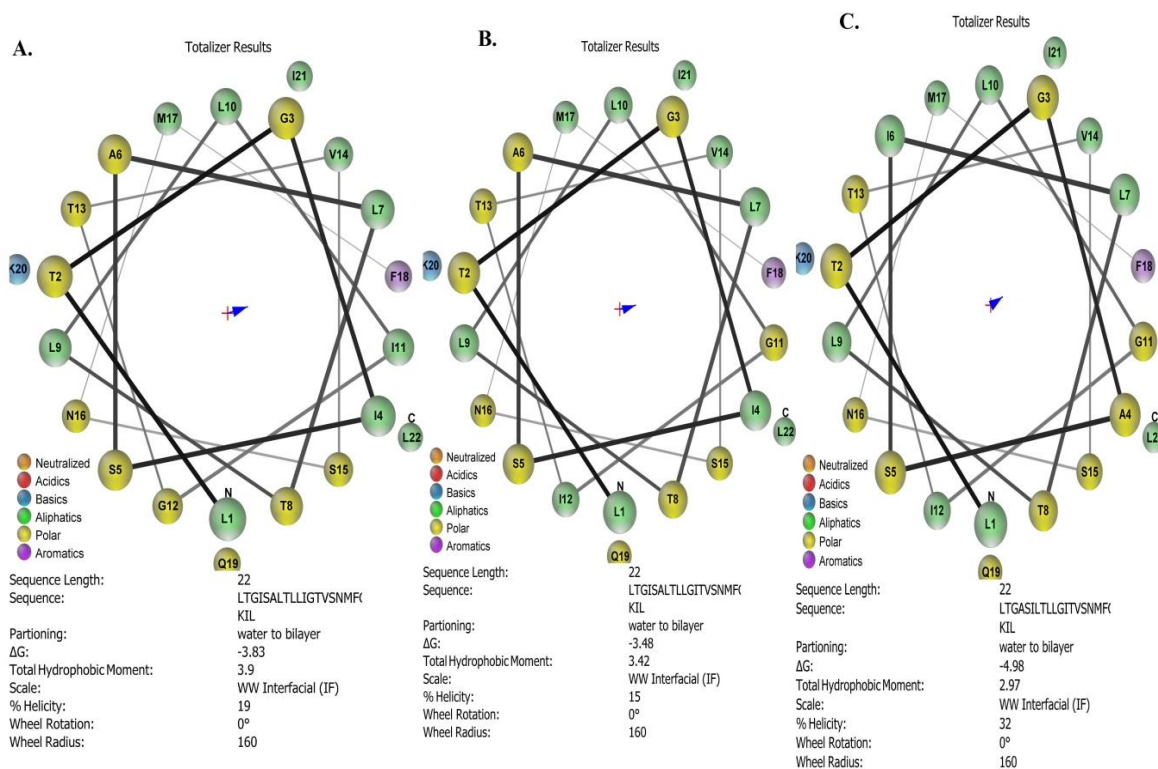 A.
Totalizer Results
I21
L10
G3
M17
V14
A6
T13
L7
K20
T2
F18
L9
I11
I4
C
L22
N16
S5
S15
G12
N
L1
T8
Q19
Neutralized
Acidics
Basics
Aliphatics
Polar
Aromatics
Sequence Length: 22
Sequence: LTGISALTLLIGTVSNMF
KIL
Partioning: water to bilayer
ΔG: -3.83
Total Hydrophobic Moment: 3.9
Scale: WW Interfacial (IF)
% Helicity: 19
Wheel Rotation: 0º
Wheel Radius: 160
B.
Totalizer Results
I21
L10
G3
M17
V14
A6
T13
L7
K20
T2
F18
L9
G11
I4
C
L22
N16
S5
S15
I12
N
L1
T8
Q19
Neutralized
Acidics
Basics
Aliphatics
Polar
Aromatics
Sequence Length: 22
Sequence: LTGISALTLLGITVSNMF
KIL
Partioning: water to bilayer
ΔG: -3.48
Total Hydrophobic Moment: 3.42
Scale: WW Interfacial (IF)
% Helicity: 15
Wheel Rotation: 0º
Wheel Radius: 160
C.
Totalizer Results
I21
L10
G3
M17
V14
I6
T13
L7
K20
T2
F18
L9
G11
A4
C
N16
S5
S15
I12
N
L1
T8
Q19
Neutralized
Acidics
Basics
Aliphatics
Polar
Aromatics
Sequence Length: 22
Sequence: LTGASILTLLGITVSNMF
KIL
Partioning: water to bilayer
ΔG: -4.98
Total Hydrophobic Moment: 2.97
Scale: WW Interfacial (IF)
% Helicity: 32
Wheel Rotation: 0º
Wheel Radius: 160